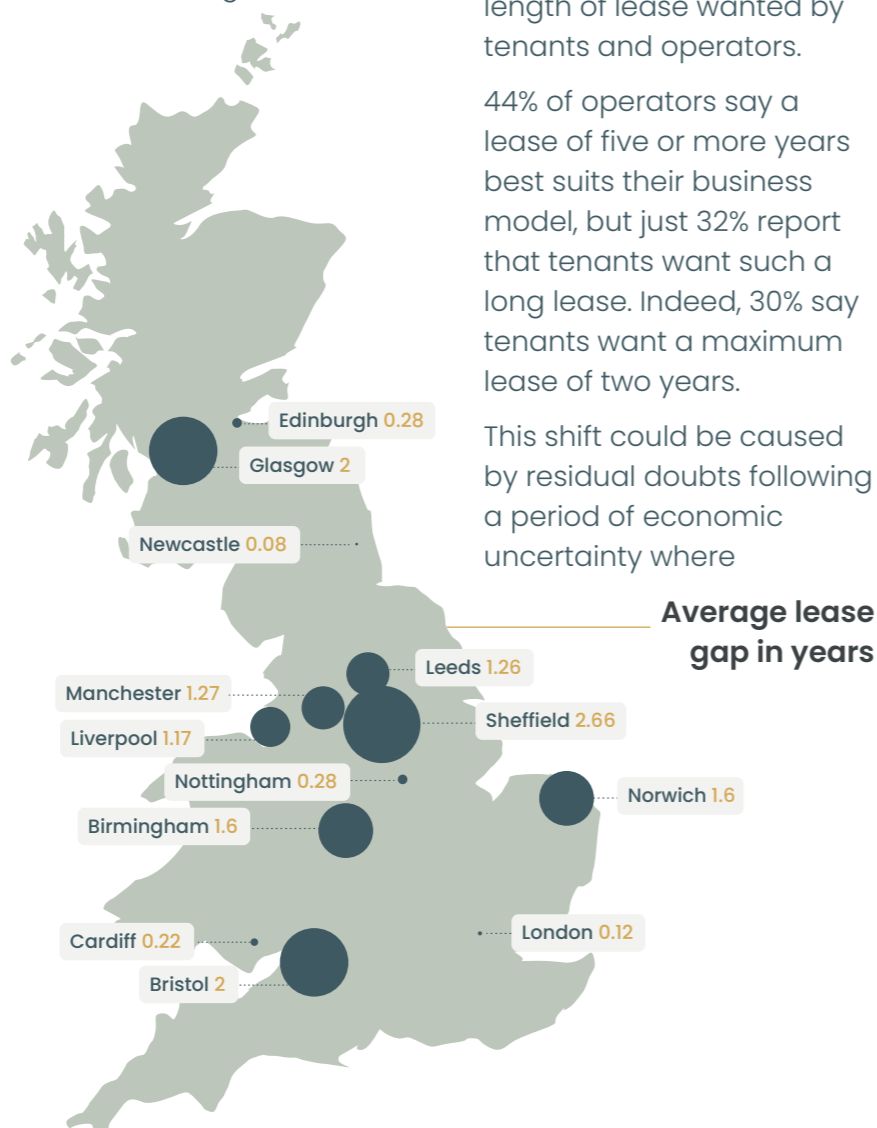 length of lease wanted by
tenants and operators.
44% of operators say a
lease of five or more years
best suits their business
model, but just 32% report
that tenants want such a
long lease. Indeed, 30% say
tenants want a maximum
lease of two years.
This shift could be caused
by residual doubts following
a period of economic
uncertainty where
Average lease
gap in years
Edinburgh 0.28
Glasgow 2
Newcastle 0.08
Leeds 1.26
Manchester 1.27
Sheffield 2.66
Liverpool 1.17
Nottingham 0.28
Norwich 1.6
Birmingham 1.6
London 0.12
Cardiff 0.22
Bristol 2